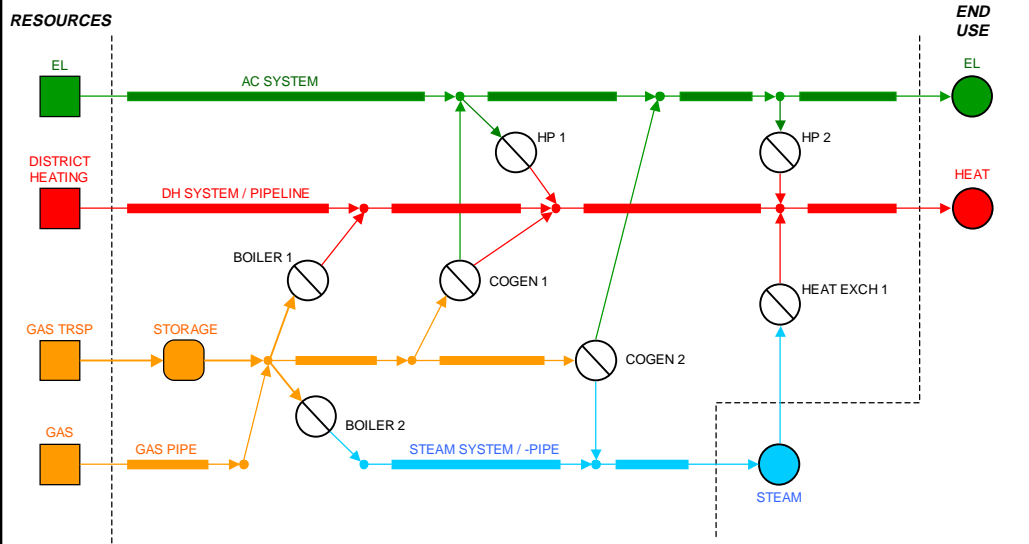 RESOURCES
END
USE
EL
AC SYSTEM
EL
HP 1
HP 2
DISTRICT
HEATING
DH SYSTEM / PIPELINE
HEAT
BOILER 1
COGEN 1
HEAT EXCH 1
GAS TRSP
STORAGE
COGEN 2
BOILER 2
GAS
GAS PIPE
STEAM SYSTEM / -PIPE
STEAM